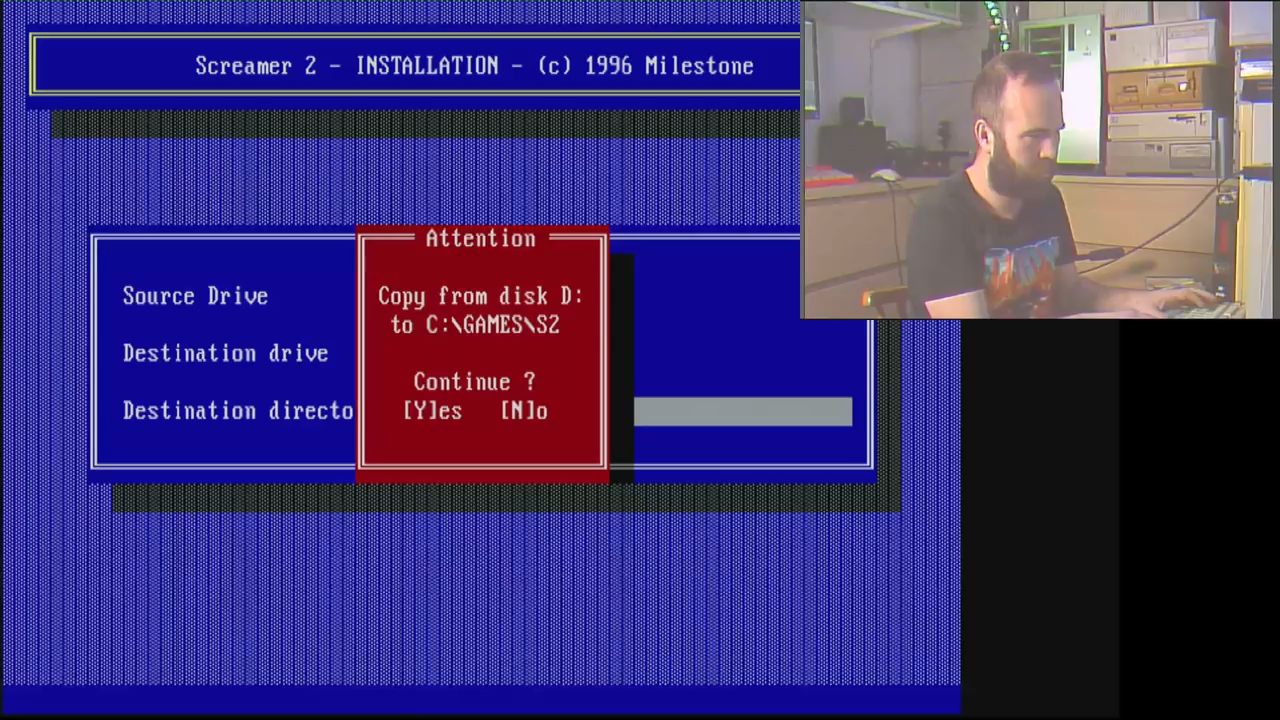 Screamer 2 - INSTALLATION - (c) 1996 Milestone
Attention
Source Drive
Copy from disk D:
to C:\GAMES\S2
Destination drive
Continue ?
Destination directo
[Y]es [N]o